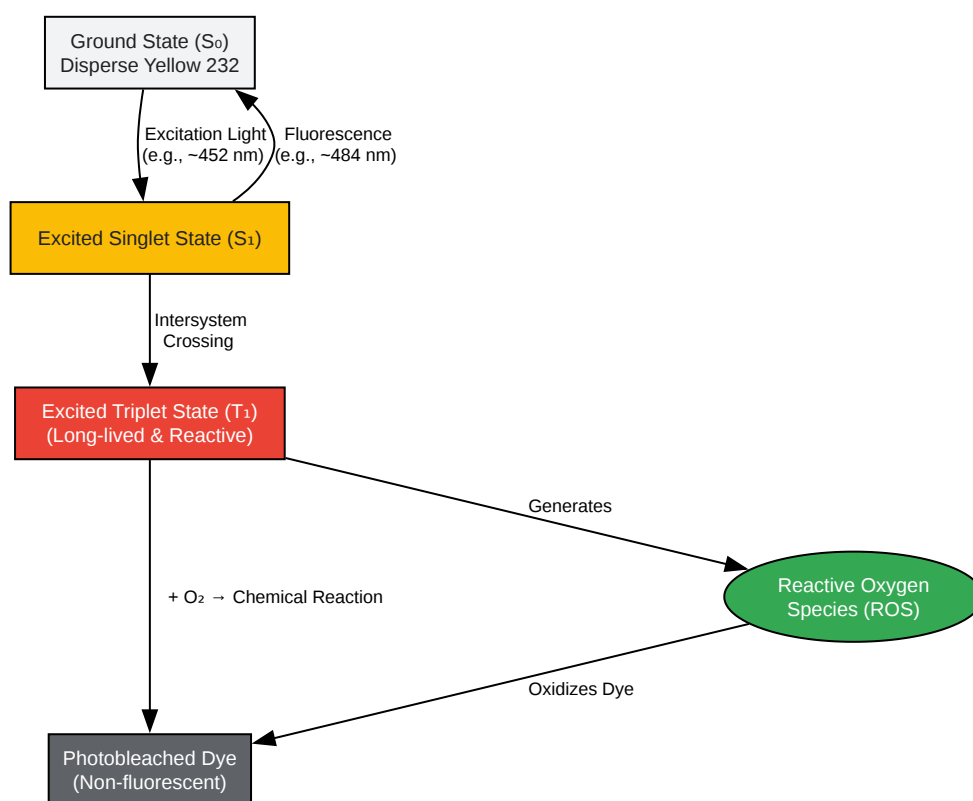 Ground State (S₀)
Disperse Yellow 232
Excitation Light
(e.g., ~452 nm)
Fluorescence
(e.g., ~484 nm)
Excited Singlet State (S₁)
Intersystem
Crossing
Excited Triplet State (T₁)
(Long-lived & Reactive)
Generates
+ O₂ → Chemical Reaction
Reactive Oxygen
Species (ROS)
Oxidizes Dye
Photobleached Dye
(Non-fluorescent)